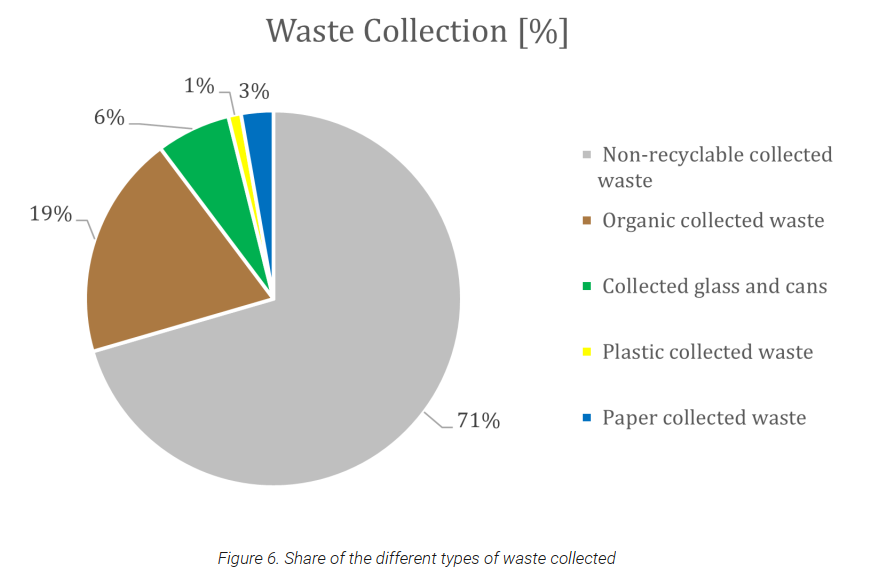 Waste Collection [%]
1%
3%
6%
19%
71%
Non-recyclable collected
waste
Organic collected waste
Collected glass and cans
Plastic collected waste
Paper collected waste
Figure 6. Share of the different types of waste collected